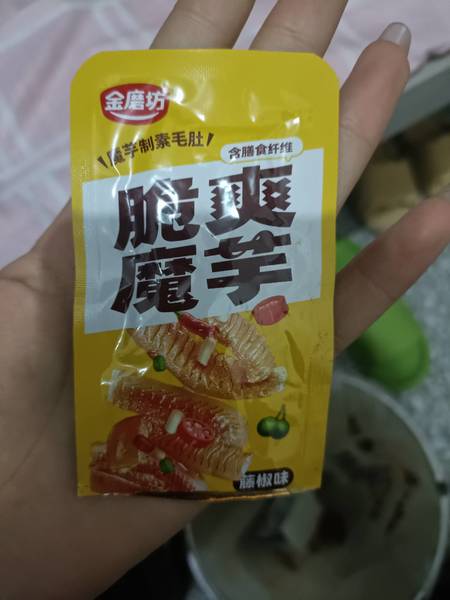 金磨坊
魔芋制素毛肚
含膳食纤维
脆爽
魔芋
藤椒味